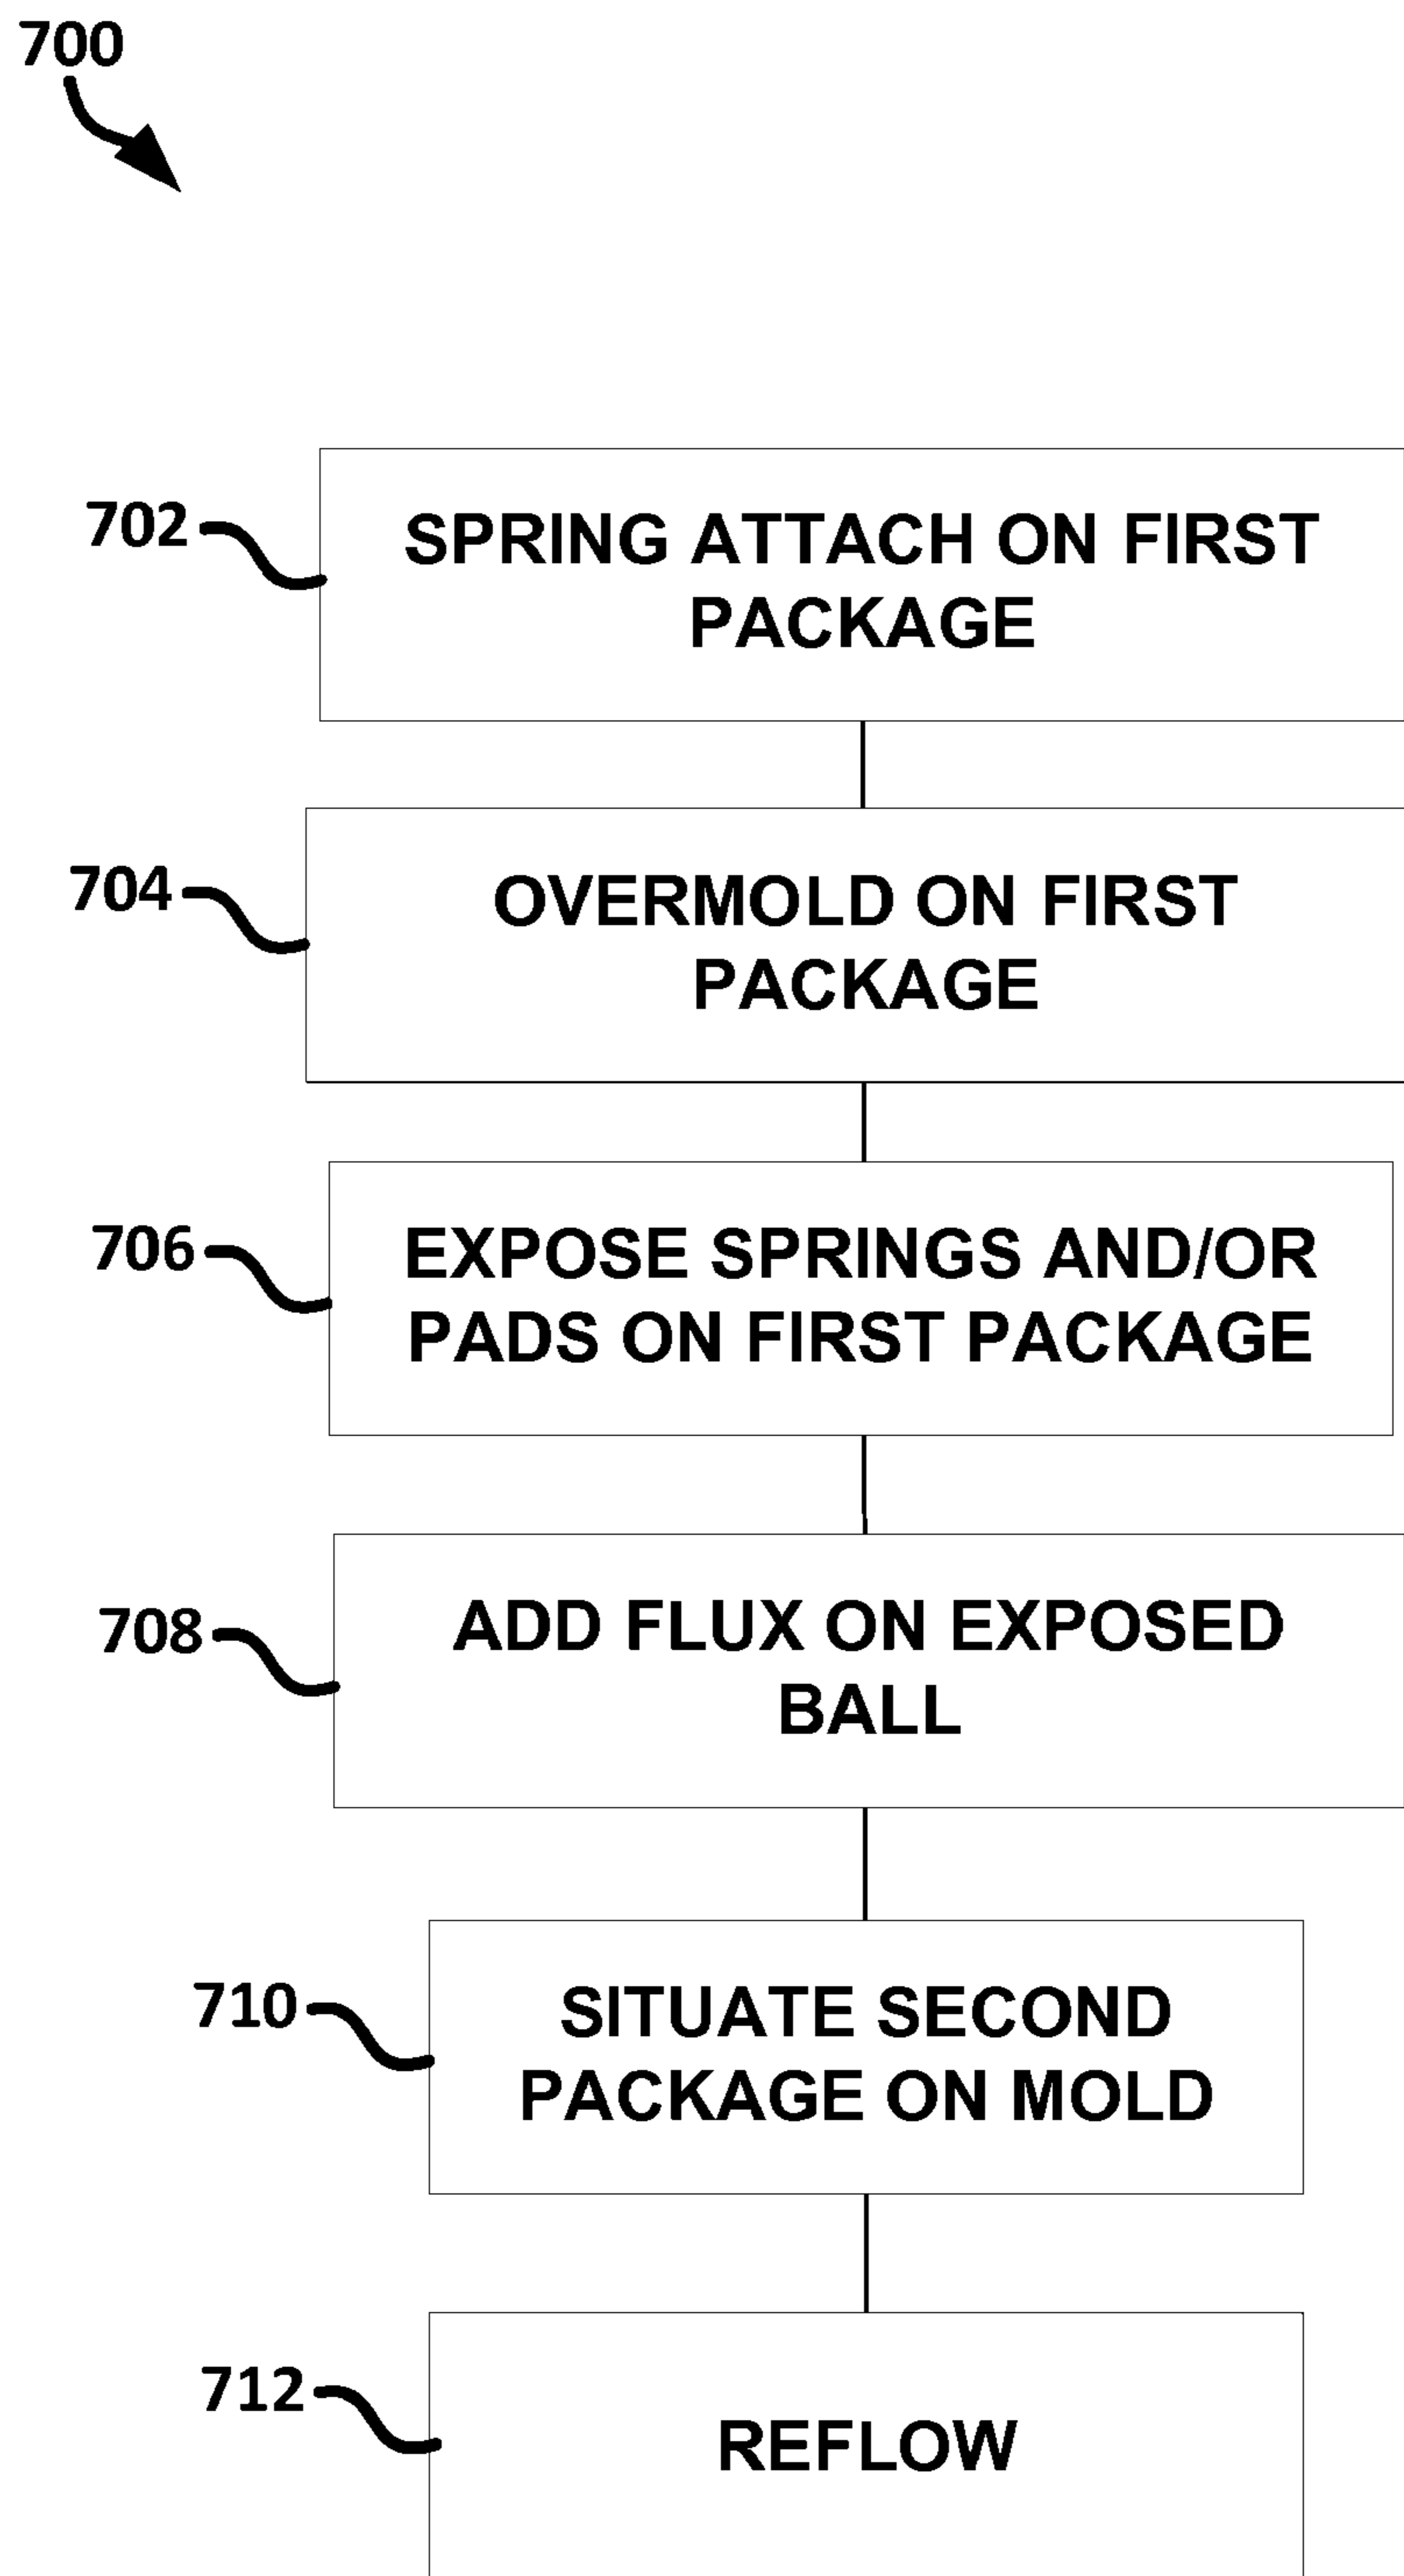 700
702
SPRING ATTACH ON FIRST
PACKAGE
704
OVERMOLD ON FIRST
PACKAGE
706
EXPOSE SPRINGS AND/OR
PADS ON FIRST PACKAGE
708
ADD FLUX ON EXPOSED
BALL
710
SITUATE SECOND
PACKAGE ON MOLD
712
REFLOW